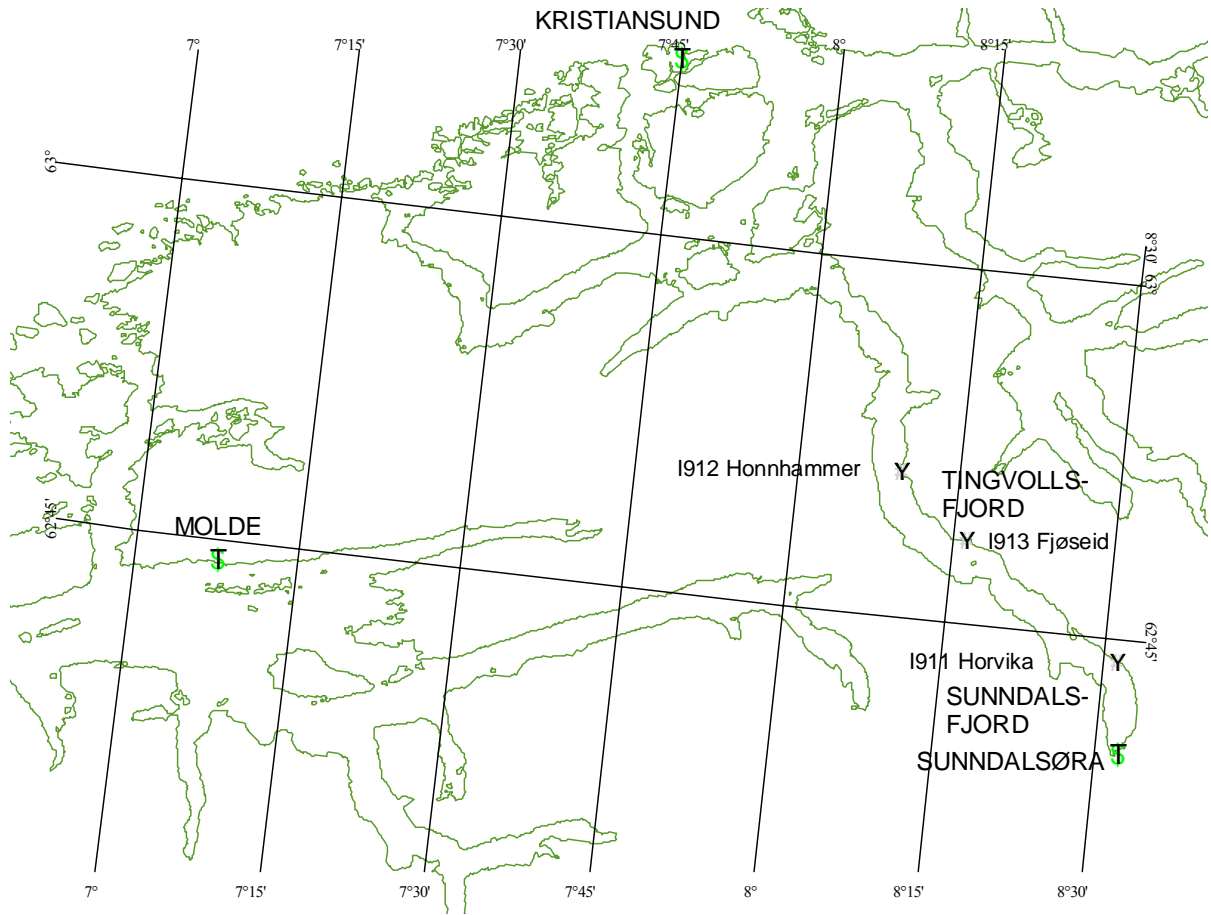 KRISTIANSUND
7°
7°15'
7°30'
7°45'
8°
8°15'
63°
8°30'
63°
I912 Honnhammer
Y
TINGVOLLS-
FJORD
Y
I913 Fjøseid
62°45'
MOLDE
62°45'
I911 Horvika
Y
SUNNDALS-
FJORD
SUNNDALSØRA
7°
7°15'
7°30'
7°45'
8°
8°15'
8°30'